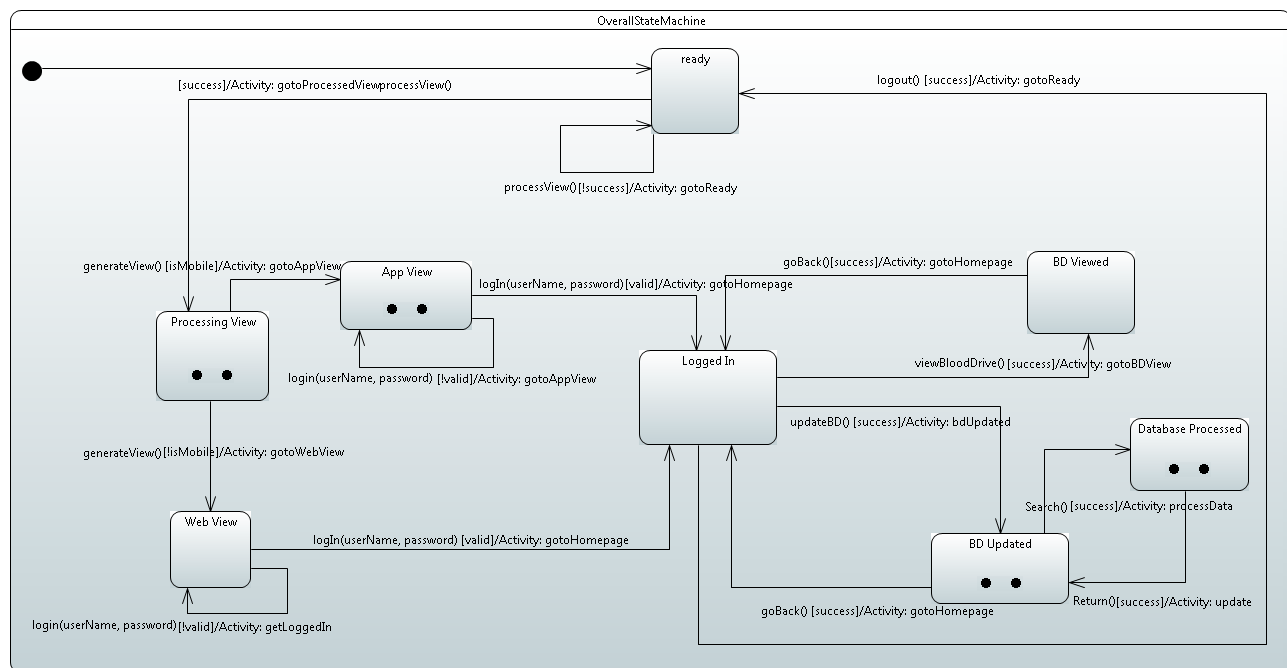 OverallStateMachine
ready
[success]/Activity: gotoProcessedViewprocessView()
logout() [success]/Activity: gotoReady
processView() [!success]/Activity: gotoReady
generateView() [isMobile]/Activity: gotoAppView
App View
goBack() [success]/Activity: gotoHomepage
BD Viewed
logIn(userName, password) [valid]/Activity: gotoHomepage
Processing View
Logged In
viewBloodDrive() [success]/Activity: gotoBDView
login(userName, password) [!valid]/Activity: gotoAppView
updateBD() [success]/Activity: bdUpdated
Database Processed
generateView() [!isMobile]/Activity: gotoWebView
Search() [success]/Activity: processData
Web View
logIn(userName, password) [valid]/Activity: gotoHomepage
BD Updated
Return() [success]/Activity: update
goBack() [success]/Activity: gotoHomepage
login(userName, password) [!valid]/Activity: getLoggedIn